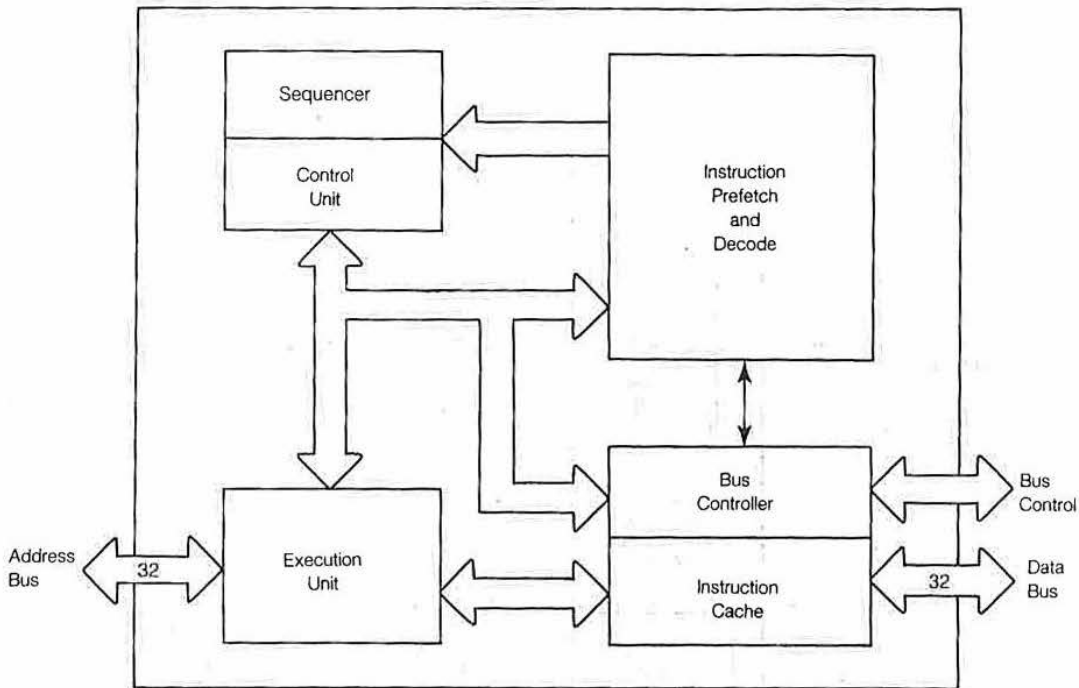 Sequencer
Control
Unit
Instruction
Prefetch
and
Decode
Bus
Controller
Bus
Control
Address
Bus
32
Execution
Unit
Instruction
Cache
32
Data
Bus